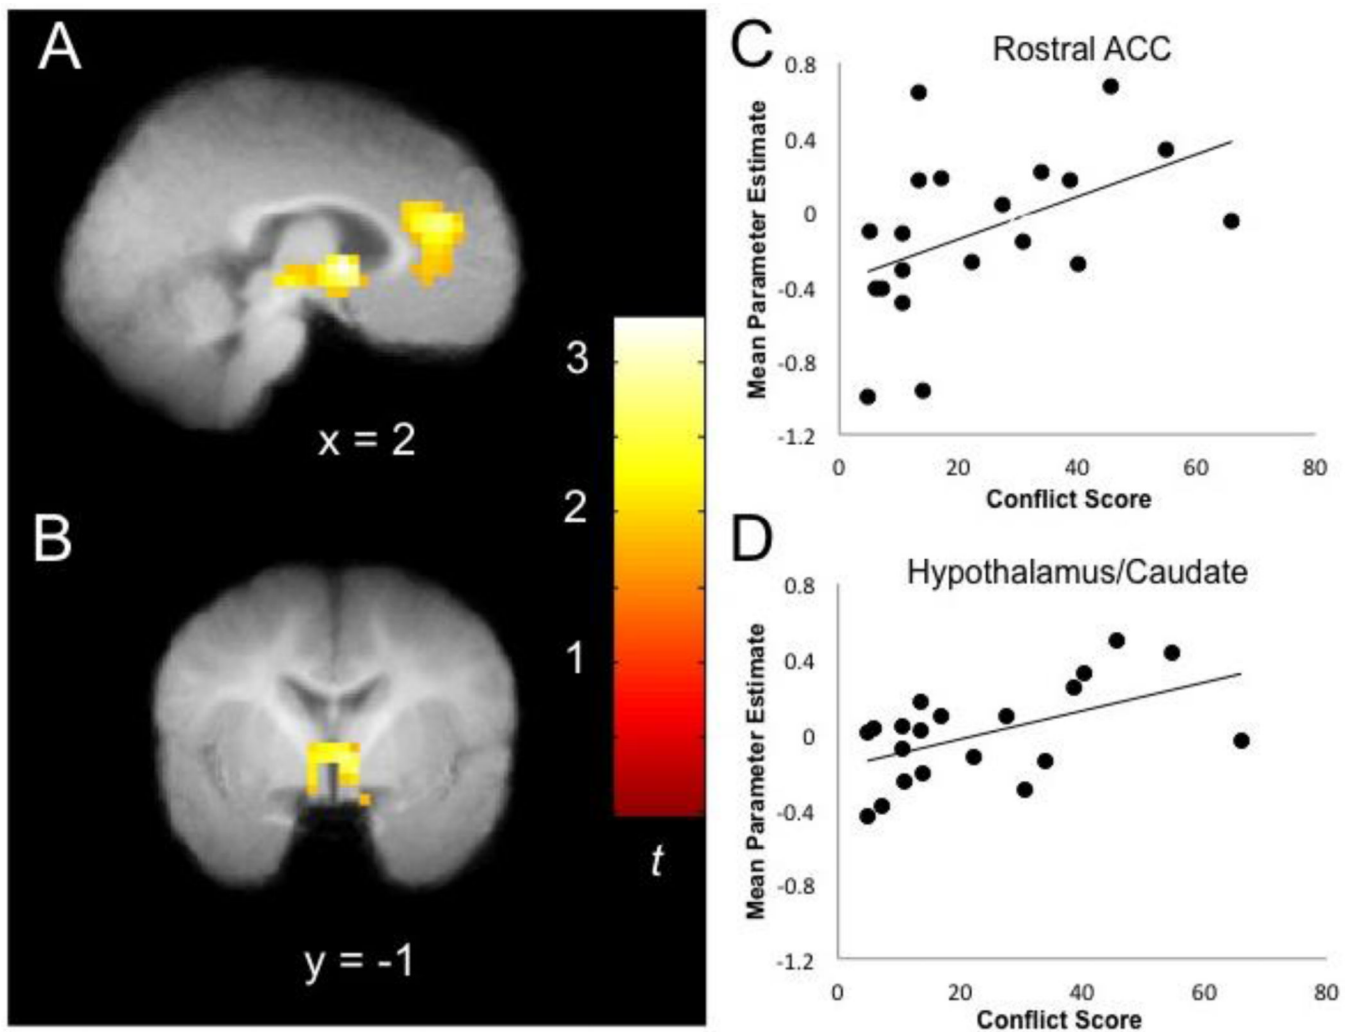 A
x = 2
B
y = -1
3
2
1
t
C
Rostral ACC
Mean Parameter Estimate
0.8
0.4
0
-0.4
-0.8
-1.2
0 20 40 60 80
Conflict Score
D
Hypothalamus/Caudate
Mean Parameter Estimate
0.8
0.4
0
-0.4
-0.8
-1.2
0 20 40 60 80
Conflict Score